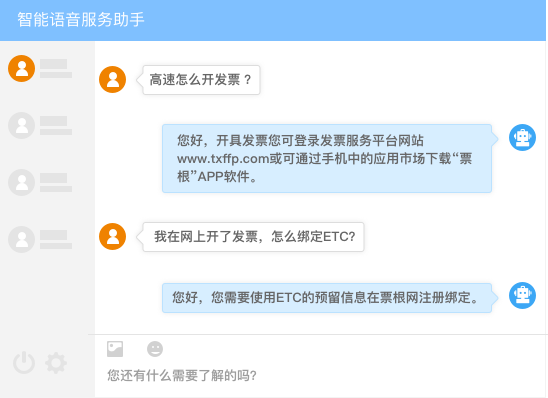 智能语音服务助手
高速怎么开发票？
您好，开具发票您可登录发票服务平台网站
www.txffp.com或可通过手机中的应用市场下载“票
根”APP软件。
我在网上开了发票，怎么绑定ETC?
您好，您需要使用ETC的预留信息在票根网注册绑定。
您还有什么需要了解的吗?